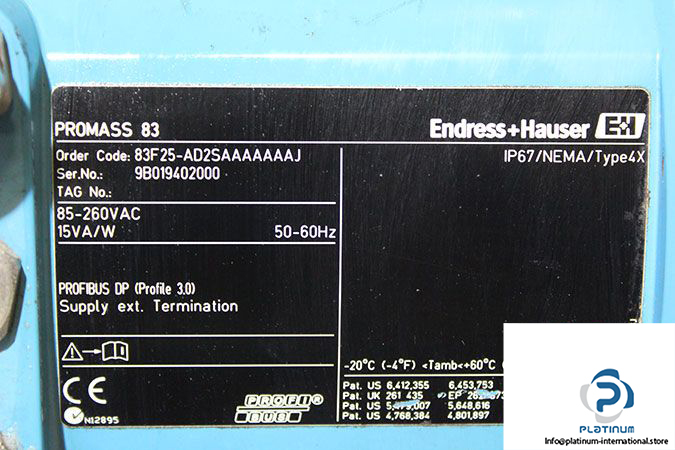 PROMASS 83
Endress+Hauser EH
Order Code: 83F25-AD2SAAAAAAAJ
IP67/NEMA/Type4X
Ser.No.: 9B019402000
TAG No.:
85-260VAC
15VA/W 50-60Hz
PROFIBUS DP (Profile 3.0)
Supply ext. Termination
-20°C (-4°F) <Tamb<+60°C
Pat. US 6,412,355 6,453,753
Pat. UK 261 435 EP
Pat. US 5,648,616
Pat. US 4,768,384 4,801,897
CE
N12895
PROFI
BUS
PLATINUM
Info@platinum-international.store